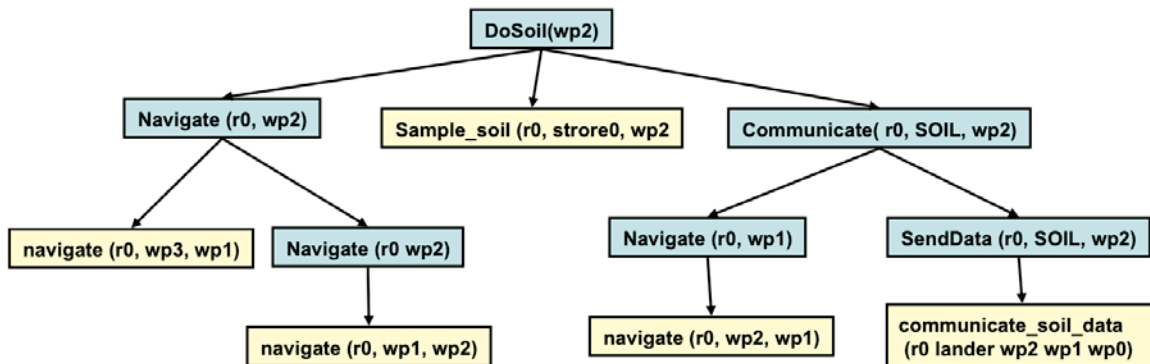 DoSoil(wp2)
Navigate (r0, wp2)
Sample_soil (r0, strore0, wp2
Communicate( r0, SOIL, wp2)
navigate (r0, wp3, wp1)
Navigate (r0 wp2)
Navigate (r0, wp1)
SendData (r0, SOIL, wp2)
navigate (r0, wp1, wp2)
navigate (r0, wp2, wp1)
communicate_soil_data
(r0 lander wp2 wp1 wp0)